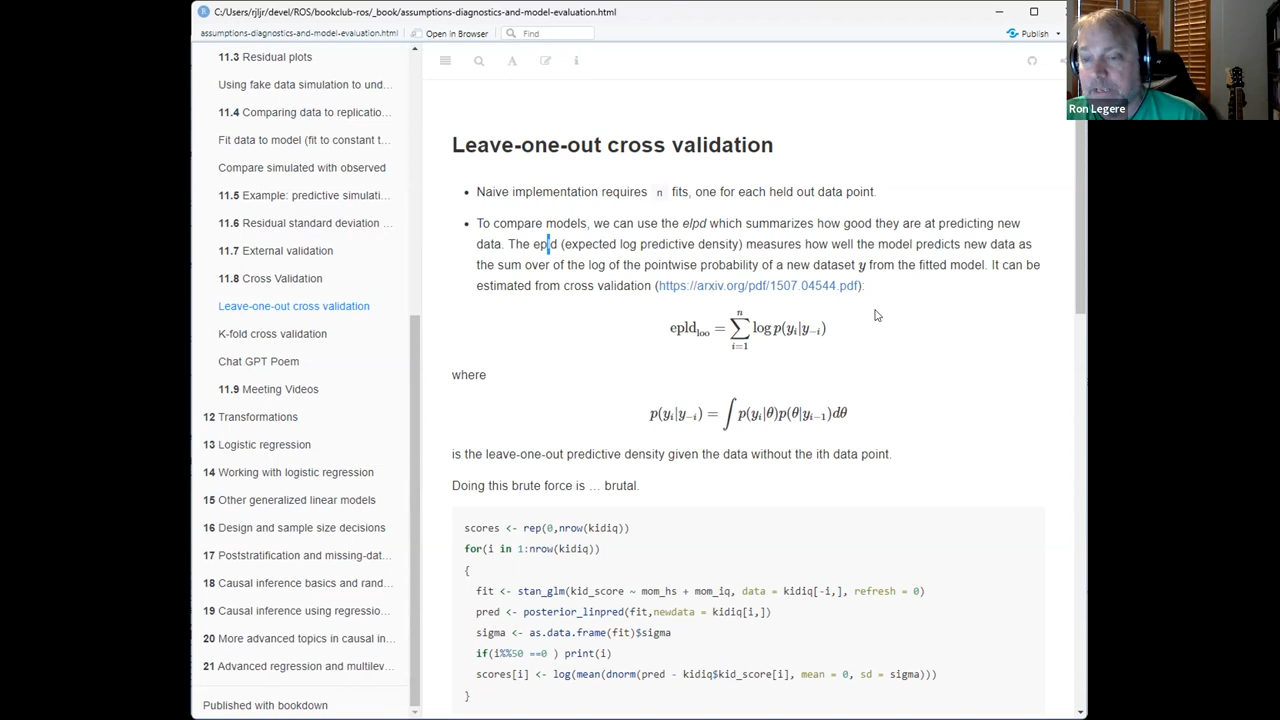 C:/Users/rjljr/devel/ROS/bookclub-ros/_book/assumptions-diagnostics-and-model-evaluation.html
assumptions-diagnostics-and-model-evaluation.html
Open in Browser
Find
Publish
Ron Legere
11.3 Residual plots
Using fake data simulation to und…
11.4 Comparing data to replicatio…
Fit data to model (fit to constant t…
Compare simulated with observed
11.5 Example: predictive simulati…
11.6 Residual standard deviation …
11.7 External validation
11.8 Cross Validation
Leave-one-out cross validation
K-fold cross validation
Chat GPT Poem
11.9 Meeting Videos
12 Transformations
13 Logistic regression
14 Working with logistic regression
15 Other generalized linear models
16 Design and sample size decisions
17 Poststratification and missing-dat…
18 Causal inference basics and rand…
19 Causal inference using regressio…
20 More advanced topics in causal in…
21 Advanced regression and multilev…
Published with bookdown
Leave-one-out cross validation
• Naive implementation requires n fits, one for each held out data point.
• To compare models, we can use the elpd which summarizes how good they are at predicting new
data. The epld (expected log predictive density) measures how well the model predicts new data as
the sum over of the log of the pointwise probability of a new dataset y from the fitted model. It can be
estimated from cross validation (https://arxiv.org/pdf/1507.04544.pdf):
epld_loo = ∑_{i=1}^{n} log p(y_i|y_{−i})
where
p(y_i|y_{−i}) = ∫ p(y_i|θ)p(θ|y_{i−1})dθ
is the leave-one-out predictive density given the data without the ith data point.
Doing this brute force is … brutal.
scores <- rep(0,nrow(kidiq))
for(i in 1:nrow(kidiq))
{
fit <- stan_glm(kid_score ~ mom_hs + mom_iq, data = kidiq[-i,], refresh = 0)
pred <- posterior_linpred(fit,newdata = kidiq[i,])
sigma <- as.data.frame(fit)$sigma
if(i%%50 ==0 ) print(i)
scores[i] <- log(mean(dnorm(pred - kidiq$kid_score[i], mean = 0, sd = sigma)))
}